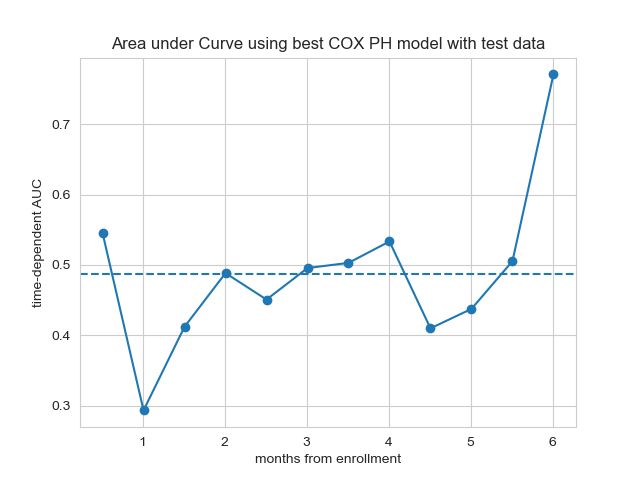 Area under Curve using best COX PH model with test data
time-dependent AUC
0.7
0.6
0.5
0.4
0.3
1 2 3 4 5 6
months from enrollment